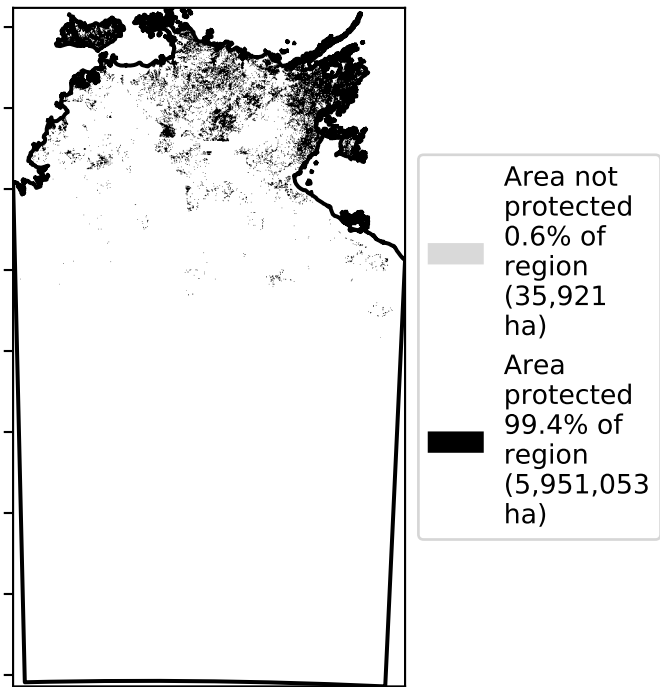 Area not
protected
0.6% of
region
(35,921
ha)
Area
protected
99.4% of
region
(5,951,053
ha)